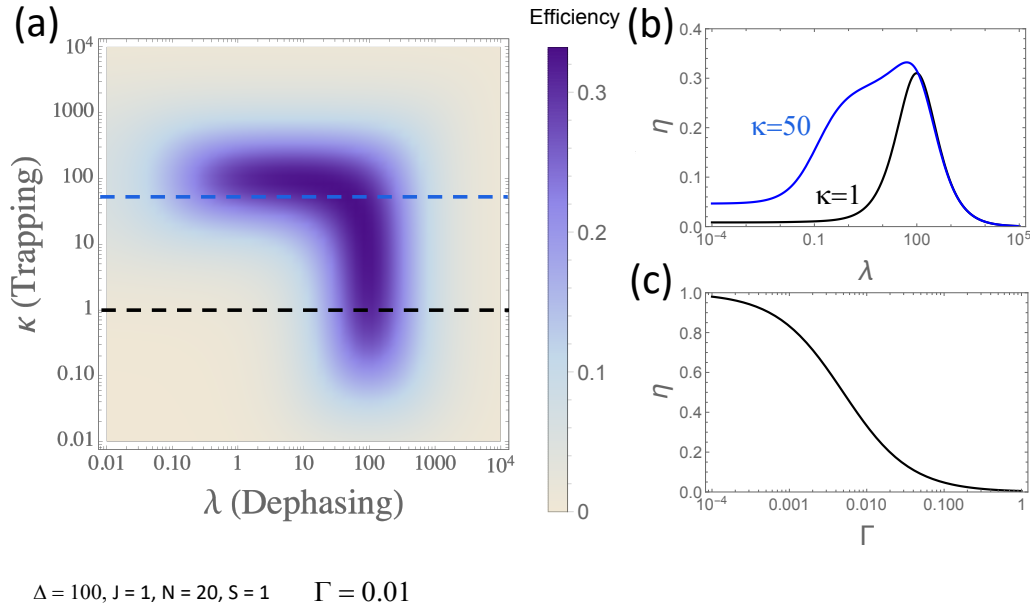 (a)
Efficiency
10⁴
1000
100
10
1
0.10
0.01
κ (Trapping)
0.01 0.10 1 10 100 1000 10⁴
λ (Dephasing)
0.3
0.2
0.1
0
(b)
0.4
0.3
0.2
0.1
0.0
η
κ=50
κ=1
10⁻⁴ 0.1 100 10⁵
λ
(c)
1.0
0.8
0.6
0.4
0.2
0.0
η
10⁻⁴ 0.001 0.010 0.100 1
Γ
Δ = 100, J = 1, N = 20, S = 1 Γ = 0.01